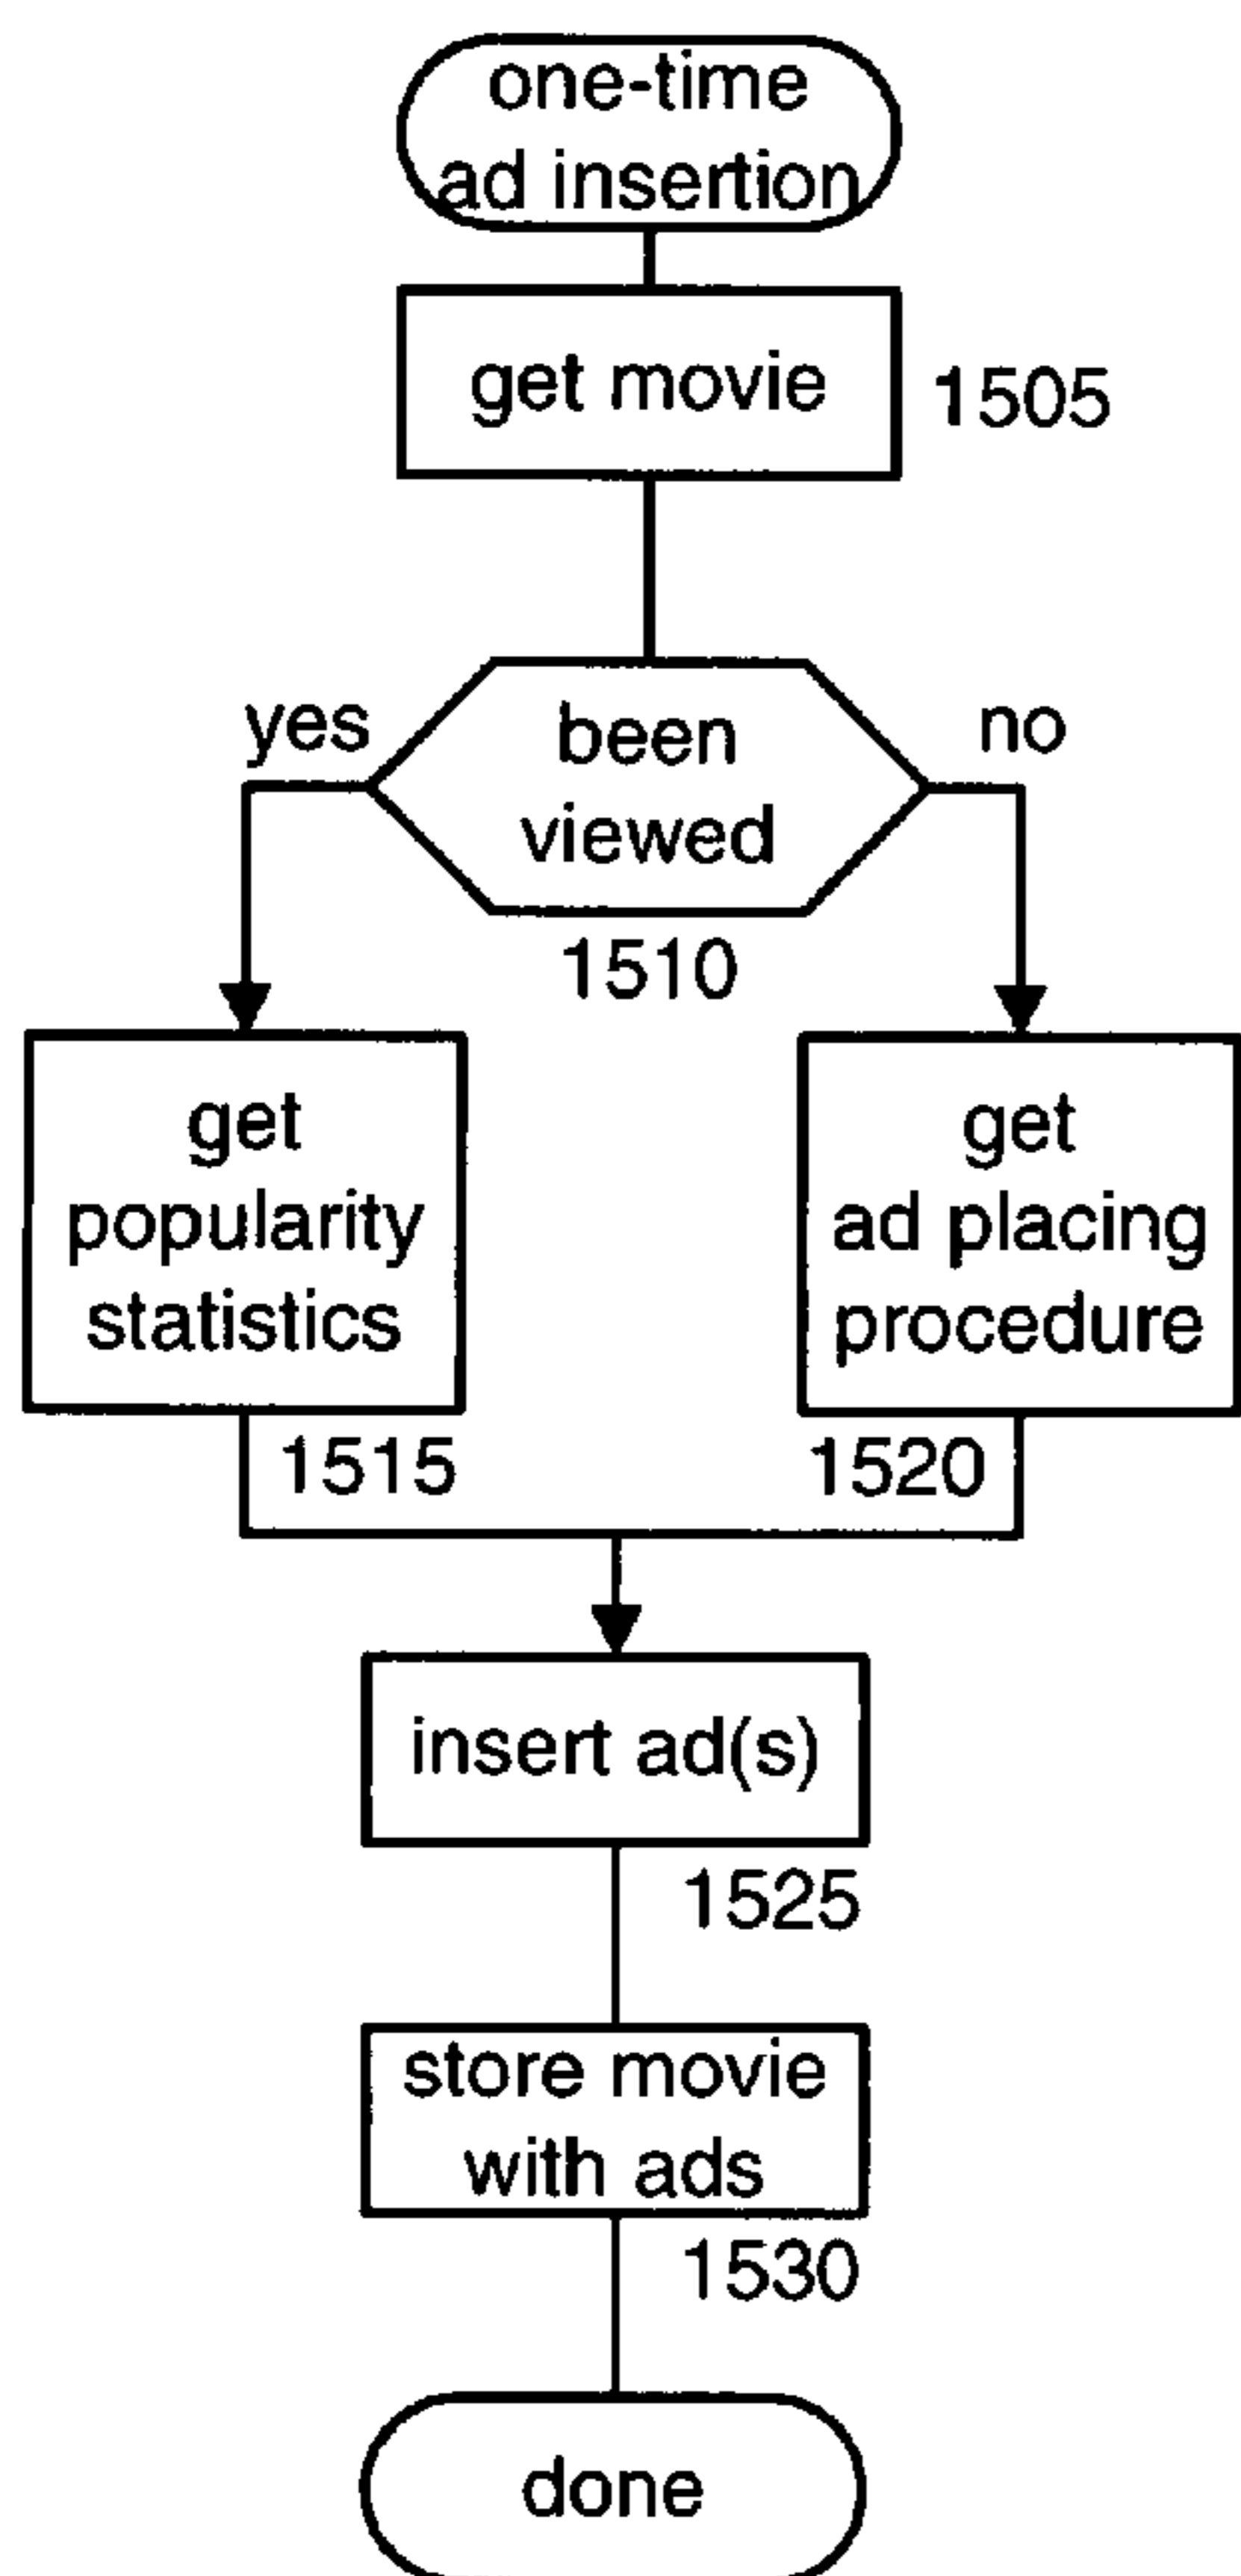 one-time
ad insertion
get movie
1505
yes
been
viewed
no
1510
get
popularity
statistics
get
ad placing
procedure
1515
1520
insert ad(s)
1525
store movie
with ads
1530
done